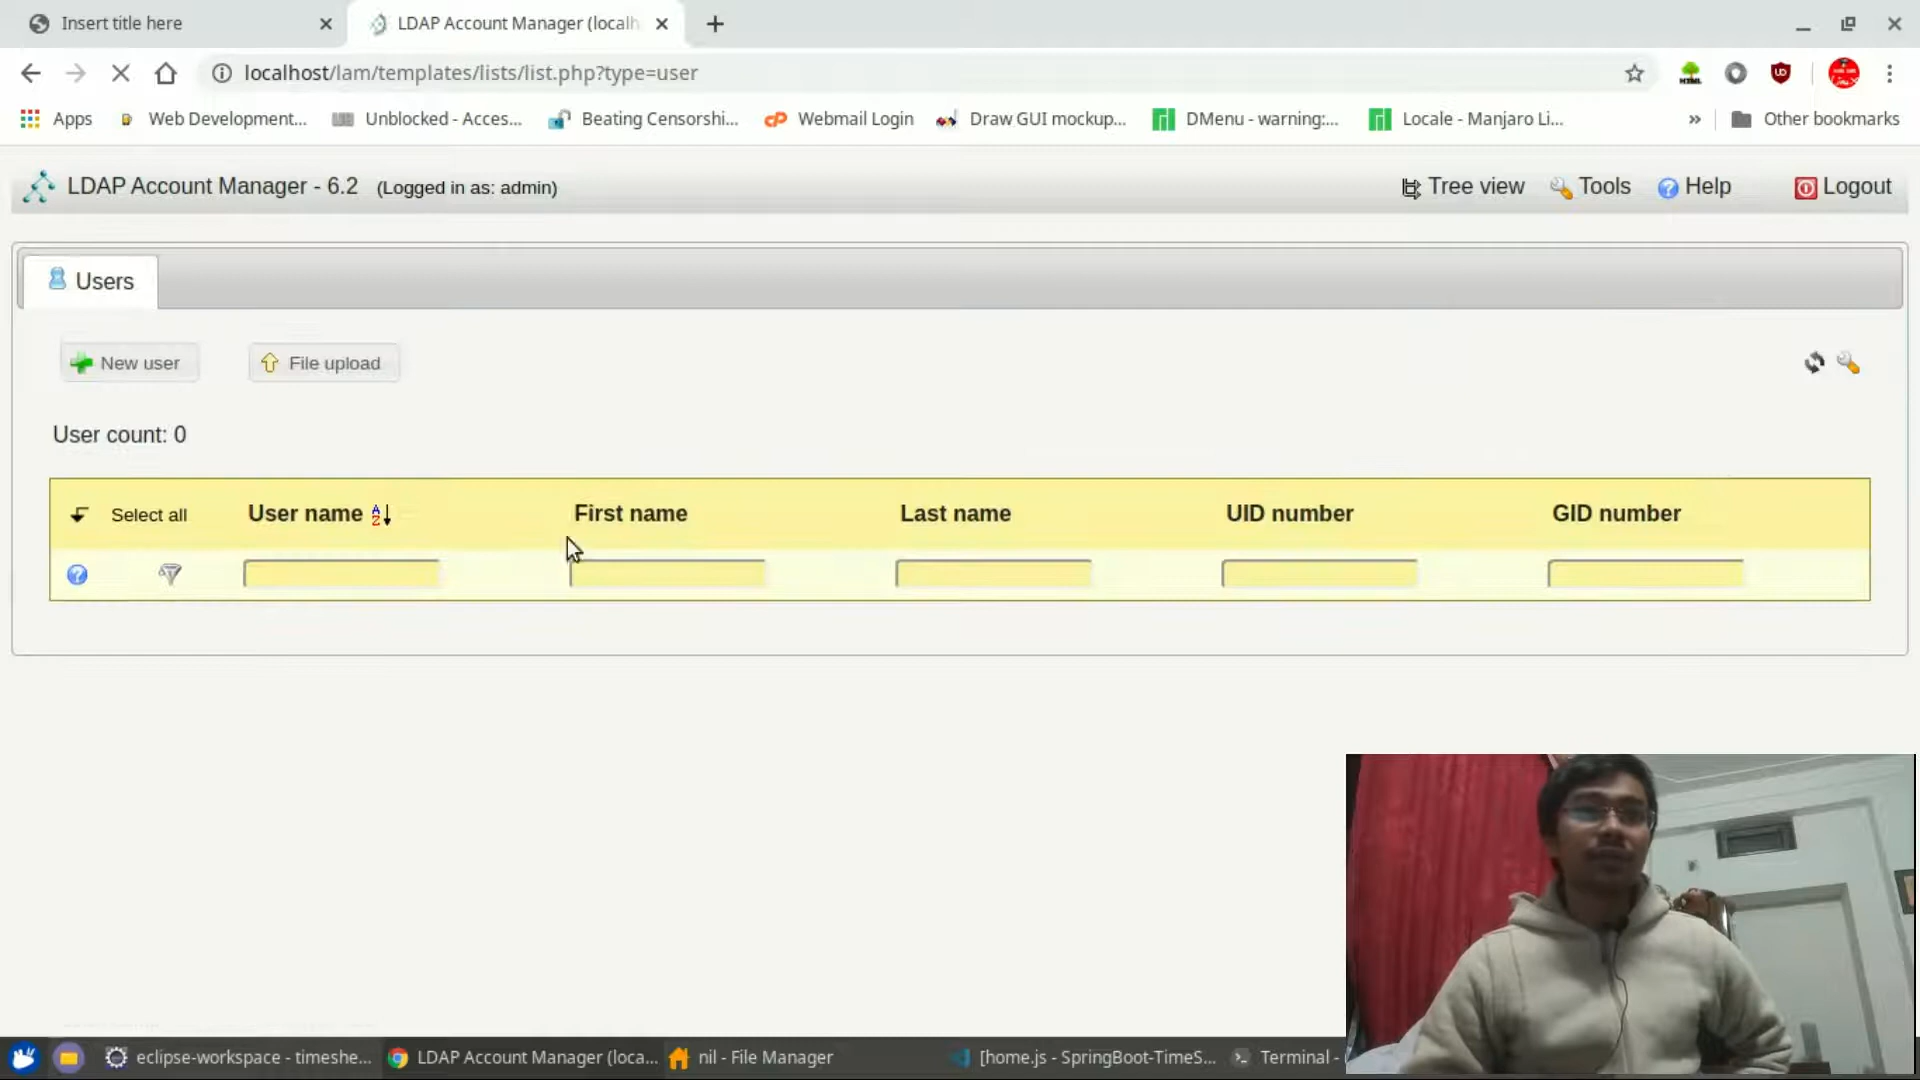 Insert title here
LDAP Account Manager (localh
localhost/lam/templates/lists/list.php?type=user
Apps
Web Development...
Unblocked - Acces...
Beating Censorshi...
Webmail Login
Draw GUI mockup...
DMenu - warning:...
Locale - Manjaro Li...
Other bookmarks
LDAP Account Manager - 6.2 (Logged in as: admin)
Tree view
Tools
Help
Logout
Users
New user
File upload
User count: 0
Select all
User name
First name
Last name
UID number
GID number
eclipse-workspace - timeshe...
LDAP Account Manager (loca...
nil - File Manager
[home.js - SpringBoot-TimeS...
Terminal -